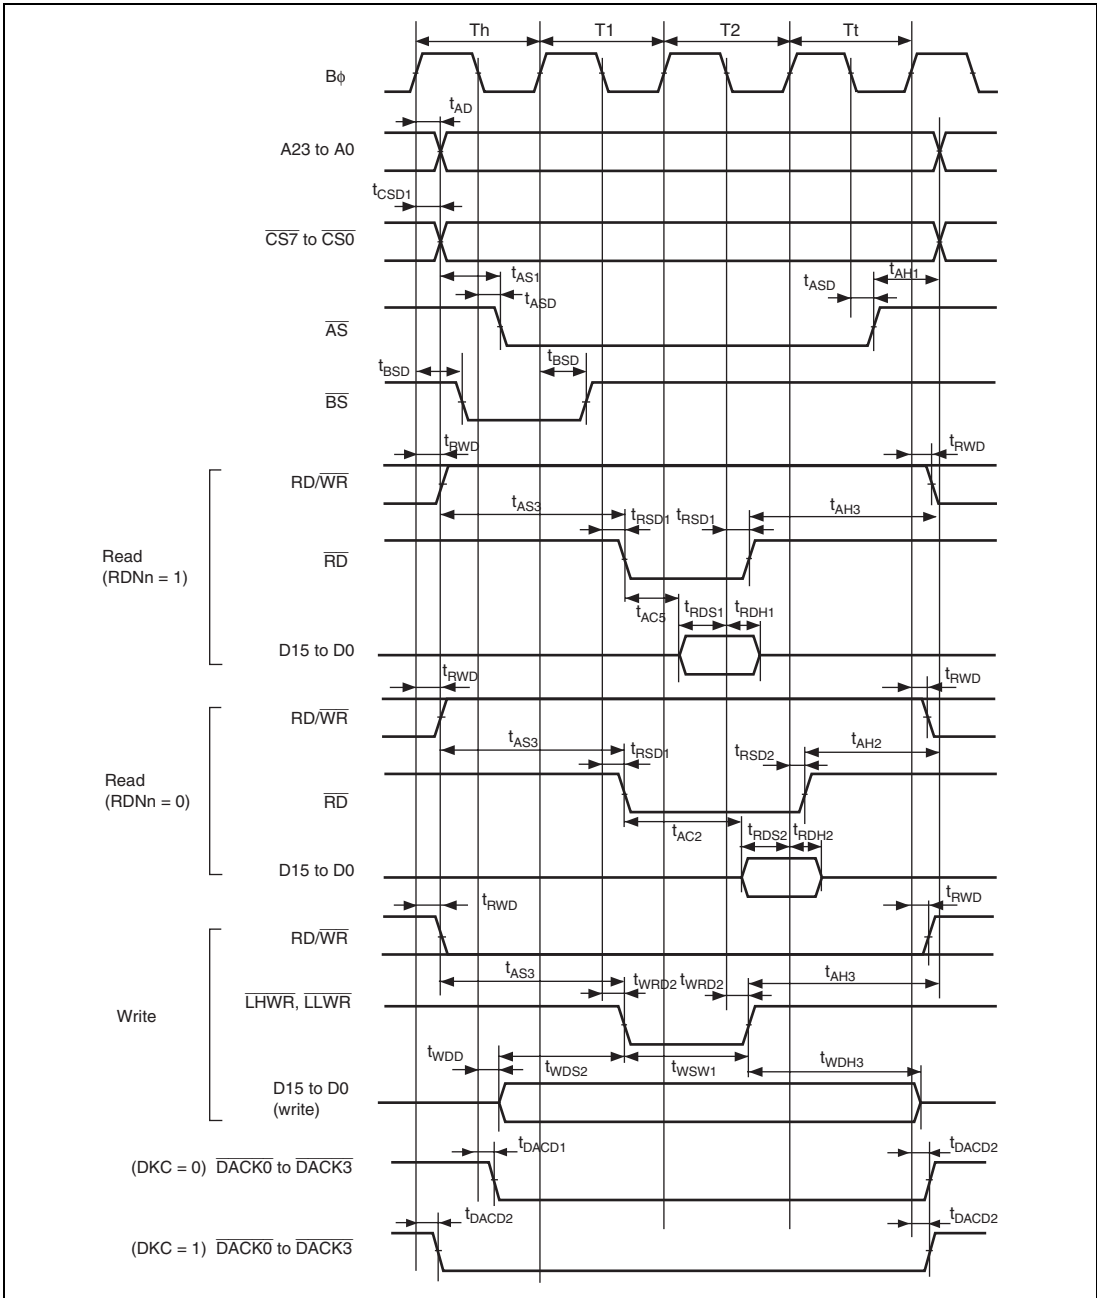 Th T1 T2 Tt
Bϕ
tAD
A23 to A0
tCSD1
CS7 to CS0
tAS1 tAH1
tASD tASD
AS
tBSD tBSD
BS
tRWD tRWD
RD/WR
tAS3 tRSD1 tRSD1 tAH3
Read
(RDNn = 1)
RD
tAC5 tRDS1 tRDH1
D15 to D0
tRWD tRWD
RD/WR
tAS3 tRSD1 tRSD2 tAH2
Read
(RDNn = 0)
RD
tAC2 tRDS2 tRDH2
D15 to D0
tRWD tRWD
RD/WR
tAS3 tWRD2 tWRD2 tAH3
LHWR, LLWR
Write
tWDD tWDS2 tWSW1 tWDH3
D15 to D0
(write)
tDACD1 tDACD2
(DKC = 0) DACK0 to DACK3
tDACD2 tDACD2
(DKC = 1) DACK0 to DACK3